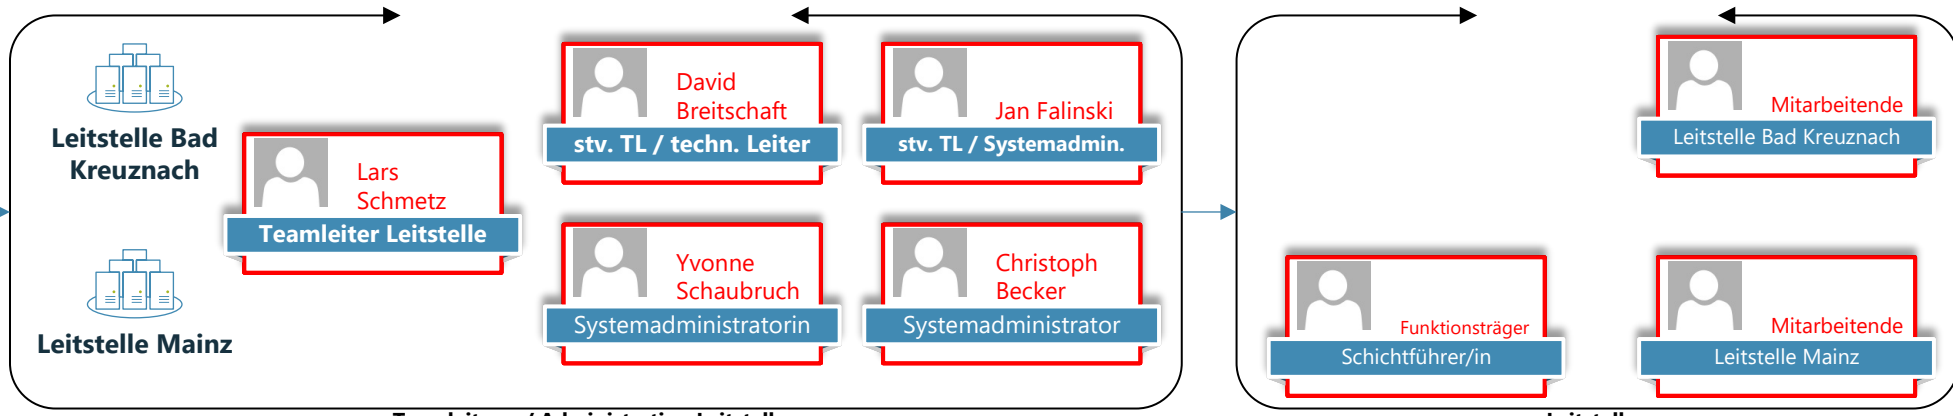 Leitstelle Bad
Kreuznach
Leitstelle Mainz
Lars
Schmetz
Teamleiter Leitstelle
David
Breitschaft
stv. TL / techn. Leiter
Jan Falinski
stv. TL / Systemadmin.
Yvonne
Schaubruch
Systemadministratorin
Christoph
Becker
Systemadministrator
Mitarbeitende
Leitstelle Bad Kreuznach
Funktionsträger
Schichtführer/in
Mitarbeitende
Leitstelle Mainz